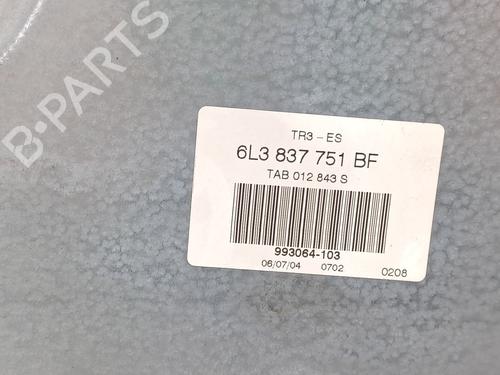 B-PARTS
TR3-ES
6L3 837 751 BF
TAB 012 843 S
993064-103
06/07/04 0702 0208